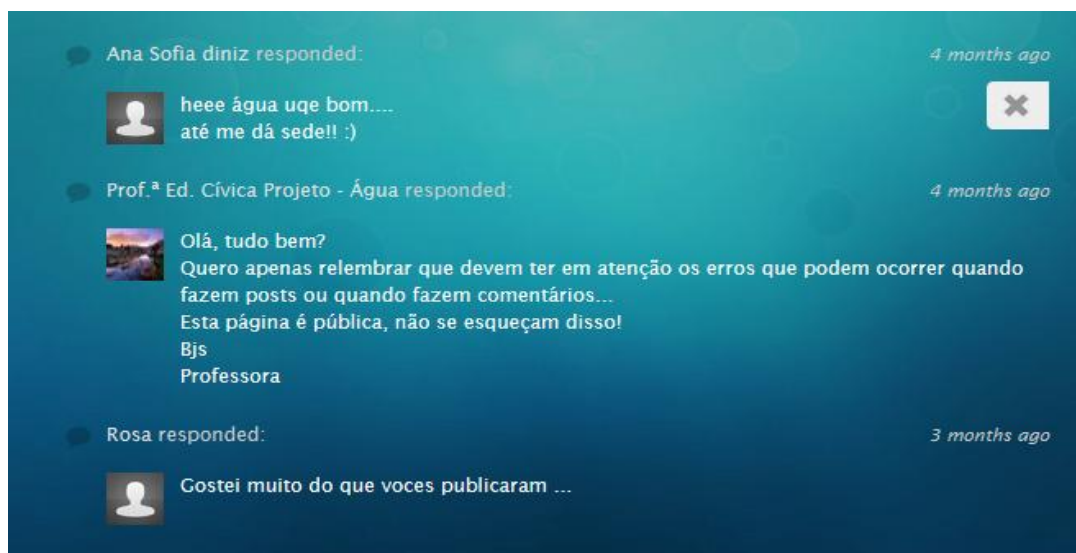 Ana Sofia diniz responded:
4 months ago
heee água uqe bom....
até me dá sede!! :)
Prof.ª Ed. Cívica Projeto - Água responded:
4 months ago
Olá, tudo bem?
Quero apenas relembrar que devem ter em atenção os erros que podem ocorrer quando
fazem posts ou quando fazem comentários...
Esta página é pública, não se esqueçam disso!
Bjs
Professora
Rosa responded:
3 months ago
Gostei muito do que voces publicaram ...